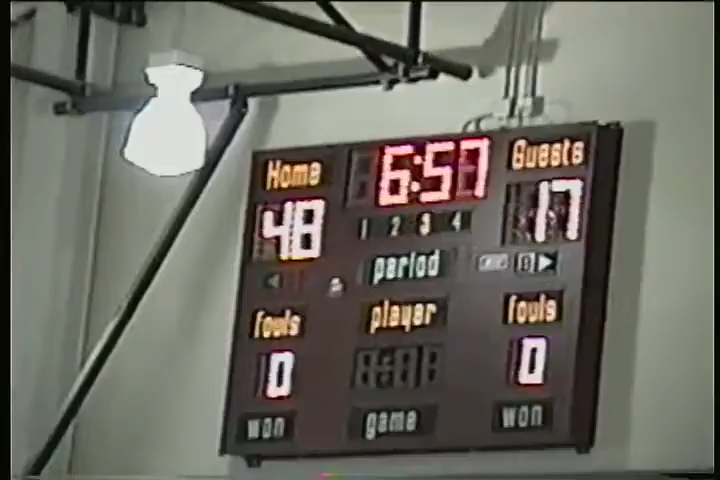 Home 6:57 Guests
48 1 2 3 4 17
period
fouls player fouls
0 0
won game won